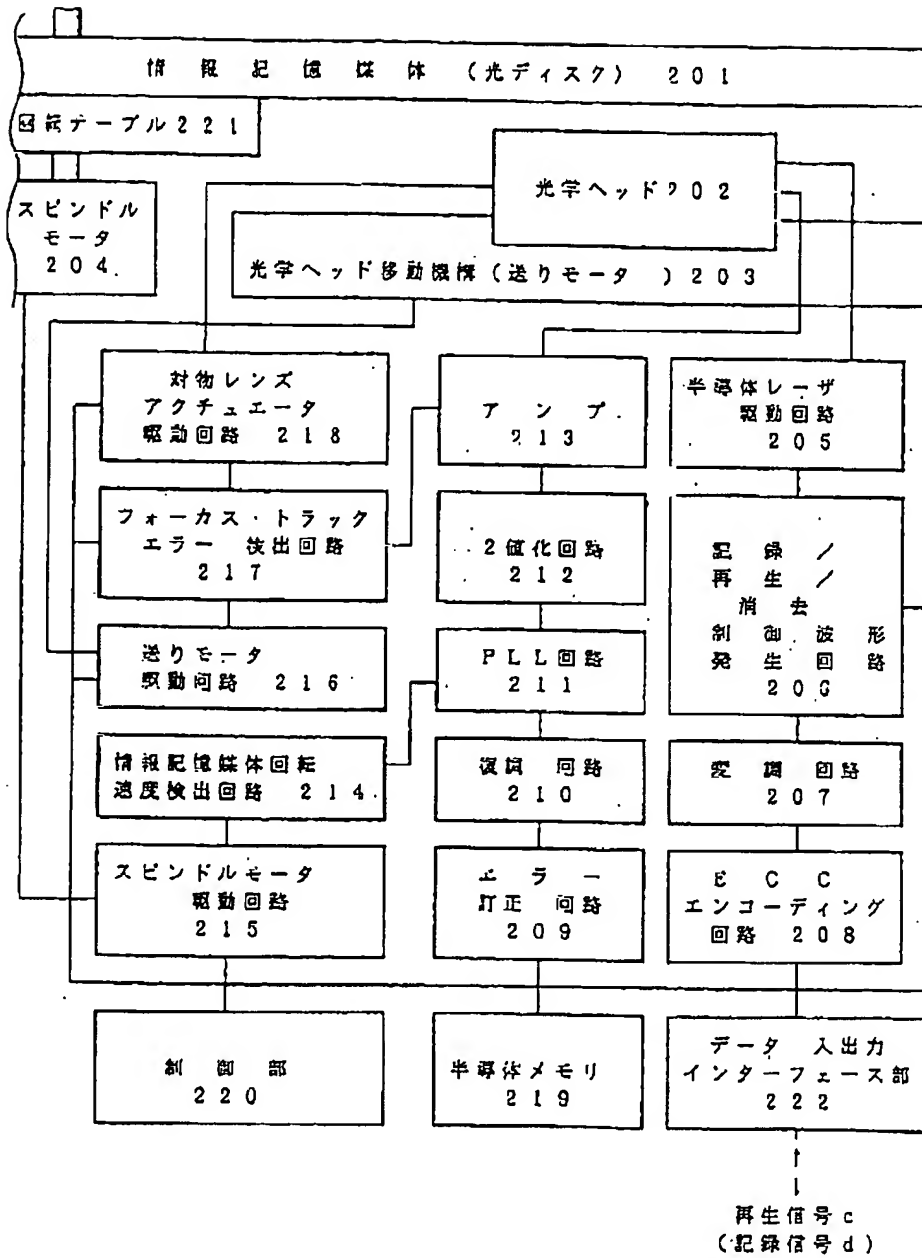 情報記憶媒体 (光ディスク) 201
回転テーブル221
光学ヘッド202
スピンドル
モータ
204
光学ヘッド移動機構(送りモータ )203
対物レンズ
アクチュエータ
駆動回路 218
アンプ
213
半導体レーザ
駆動回路
205
フォーカス・トラック
エラー 検出回路
217
2値化回路
212
記録/
再生/
消去
制御波形
発生回路
206
送りモータ
駆動回路 216
PLL回路
211
情報記憶媒体回転
速度検出回路 214
復調 回路
210
変調回路
207
スピンドルモータ
駆動回路
215
エラー
訂正 回路
209
ECC
エンコーディング
回路 208
制御部
220
半導体メモリ
219
データ 入出力
インターフェース部
222
再生信号c
(記録信号d)